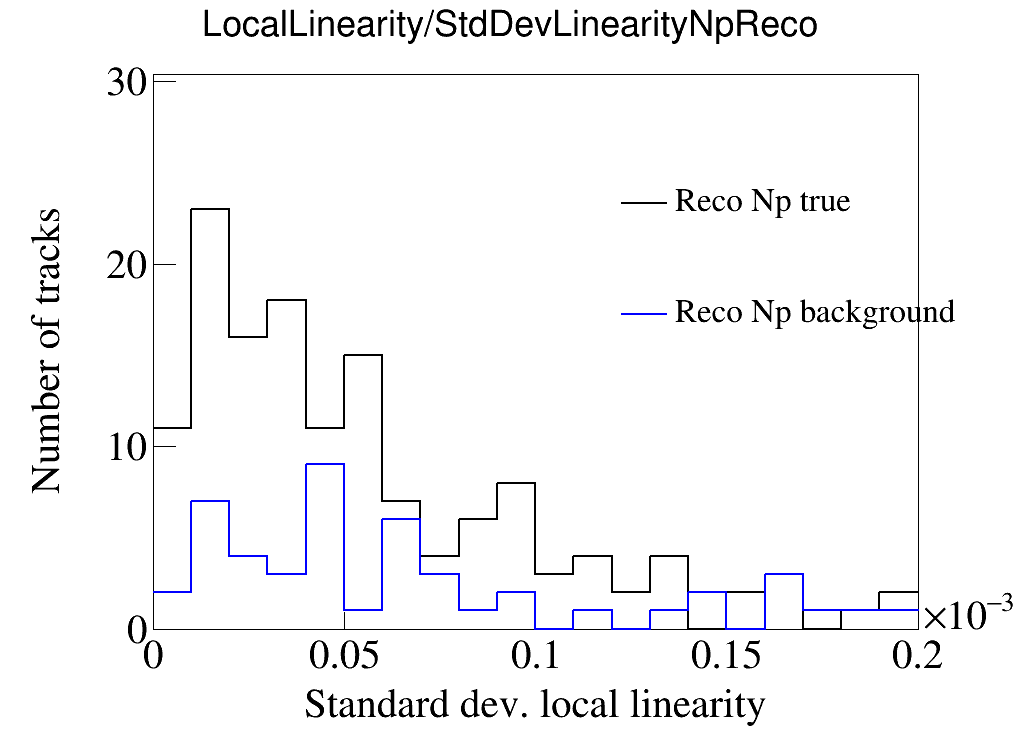 LocalLinearity/StdDevLinearityNpReco
30
20
10
0
Number of tracks
Reco Np true
Reco Np background
0 0.05 0.1 0.15 0.2
×10⁻³
Standard dev. local linearity